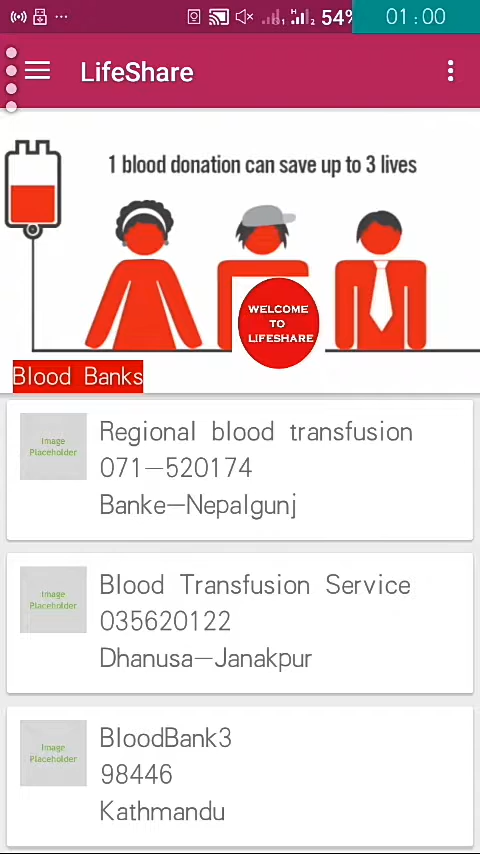 54%
01:00
LifeShare
1 blood donation can save up to 3 lives
WELCOME
TO
LIFESHARE
Blood Banks
Image
Placeholder
Regional blood transfusion
071-520174
Banke-Nepalgunj
Image
Placeholder
Blood Transfusion Service
035620122
Dhanusa-Janakpur
Image
Placeholder
BloodBank3
98446
Kathmandu